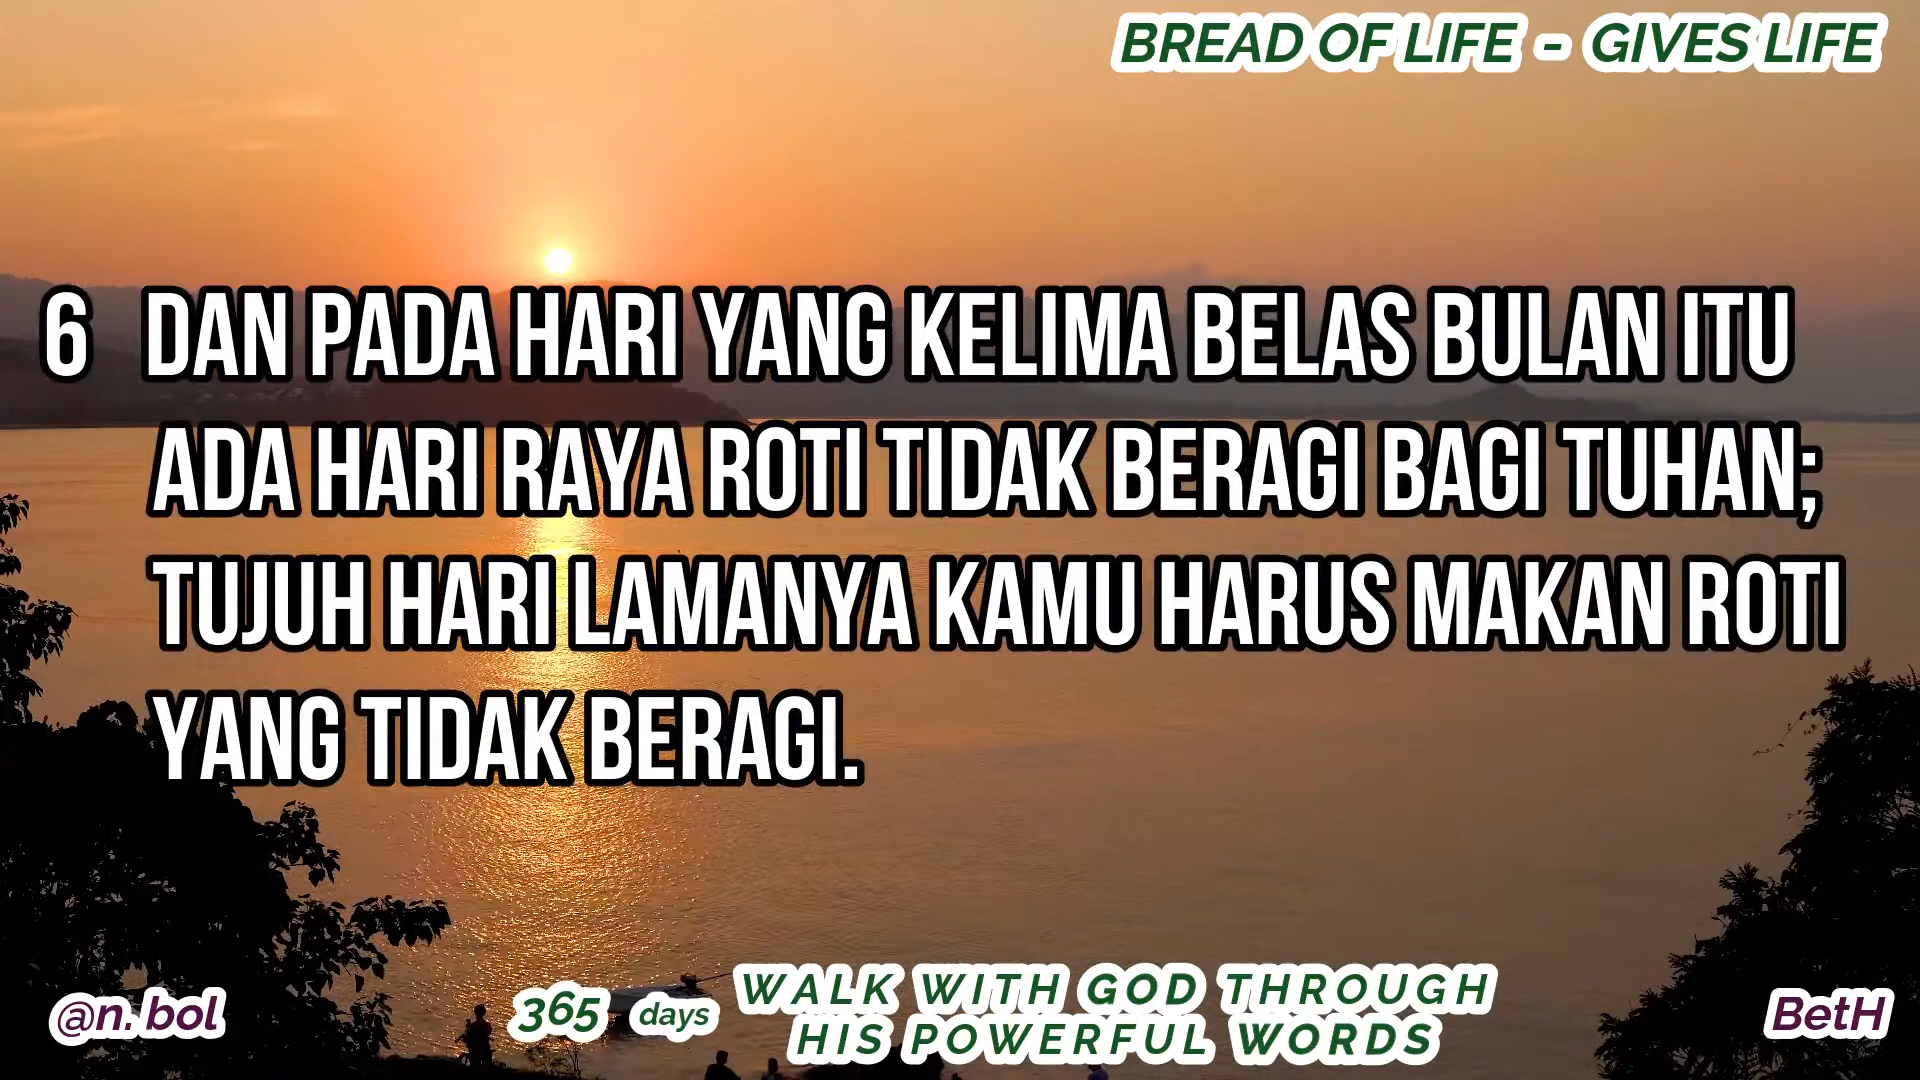 BREAD OF LIFE - GIVES LIFE
6 DAN PADA HARI YANG KELIMA BELAS BULAN ITU
ADA HARI RAYA ROTI TIDAK BERAGI BAGI TUHAN;
TUJUH HARI LAMANYA KAMU HARUS MAKAN ROTI
YANG TIDAK BERAGI.
@n.bol
365 days
WALK WITH GOD THROUGH
HIS POWERFUL WORDS
BetH